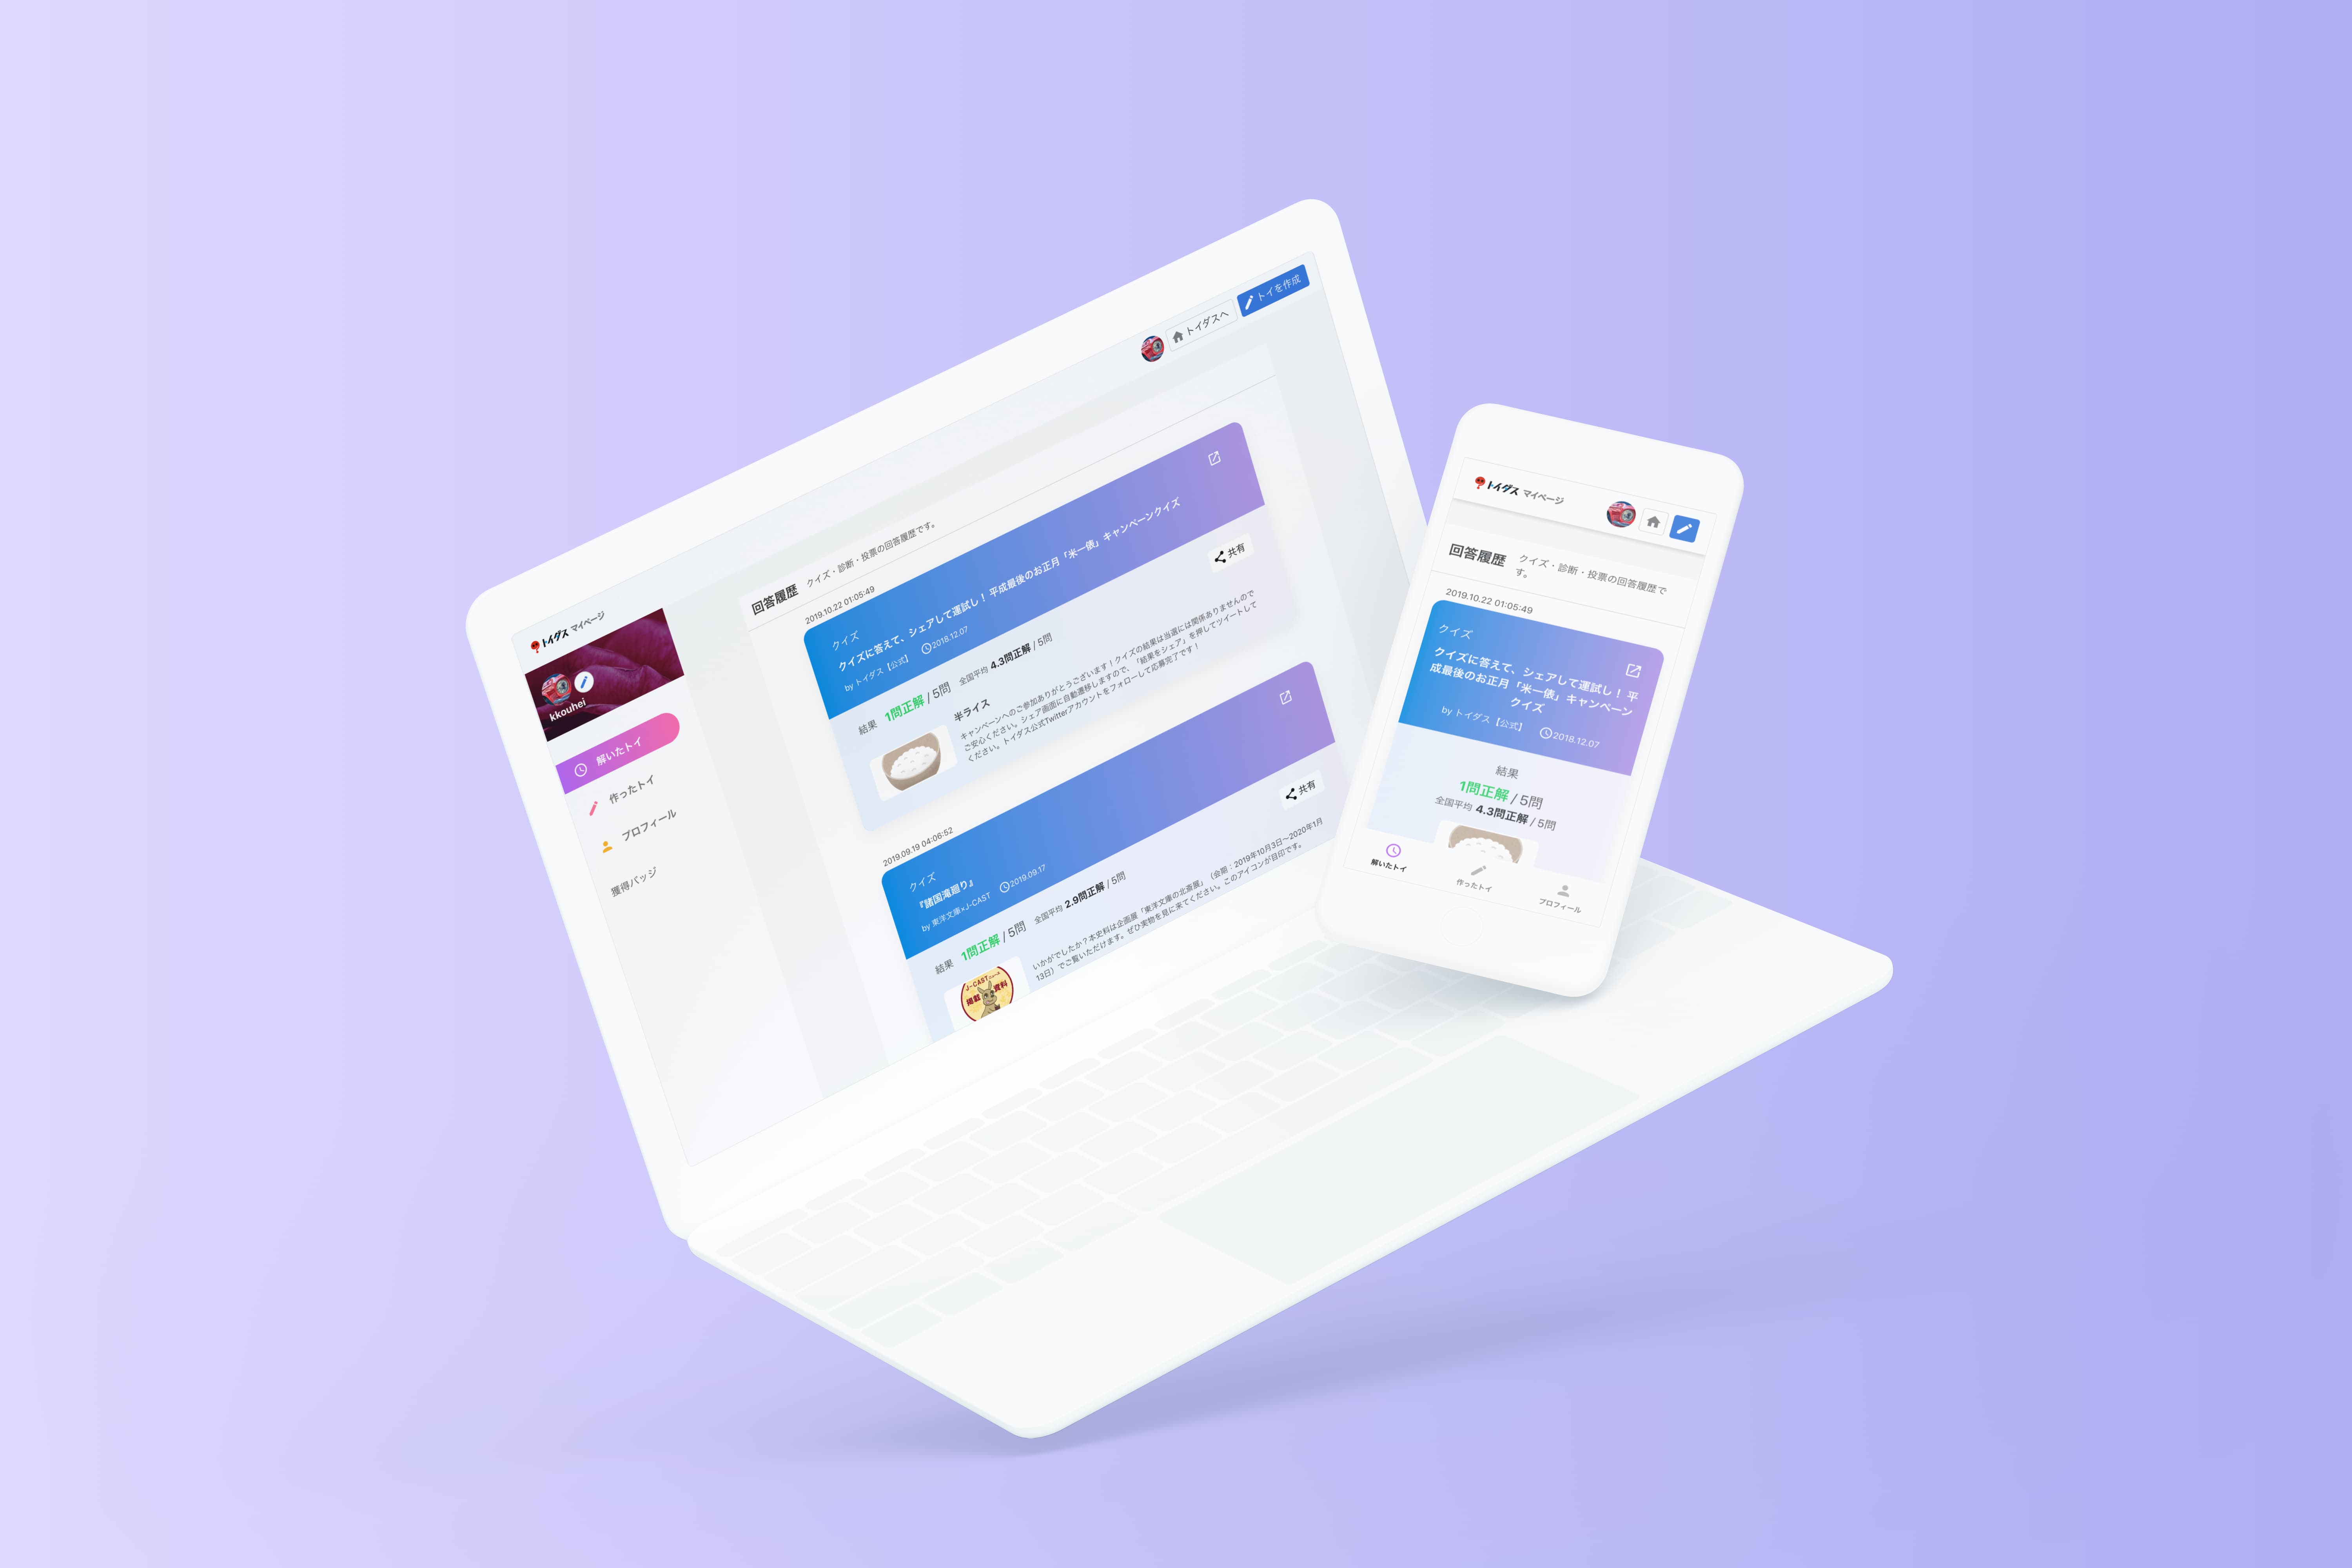 トイダス マイページ
トイダスへ
トイを作成
kkouhei
解いたトイ
作ったトイ
プロフィール
獲得バッジ
回答履歴 クイズ・診断・投票の回答履歴です。
2019.10.22 01:05:49
クイズ
クイズに答えて、シェアして運試し！ 平成最後のお正月「米一俵」キャンペーンクイズ
by トイダス【公式】 2018.12.07
共有
結果 1問正解 / 5問 全国平均 4.3問正解 / 5問
半ライス
キャンペーンへのご参加ありがとうございます！クイズの結果は当選には関係ありませんので
ご安心ください。シェア画面に自動遷移しますので、「結果をシェア」を押してツイートして
ください。トイダス公式Twitterアカウントをフォローして応募完了です！
2019.09.19 04:06:52
クイズ
『諸国滝廻り』
by 東洋文庫×J-CAST 2019.09.17
共有
結果 1問正解 / 5問 全国平均 2.9問正解 / 5問
いかがでしたか？本史料は企画展「東洋文庫の北斎展」（会期：2019年10月3日～2020年1月
13日）でご覧いただけます。ぜひ実物を見に来てください。このアイコンが目印です。
J-CASTニュース
掲載 資料
トイダス マイページ
回答履歴 クイズ・診断・投票の回答履歴で
す。
2019.10.22 01:05:49
クイズ
クイズに答えて、シェアして運試し！ 平
成最後のお正月「米一俵」キャンペーン
クイズ
by トイダス【公式】 2018.12.07
結果
1問正解 / 5問
全国平均 4.3問正解 / 5問
解いたトイ
作ったトイ
プロフィール